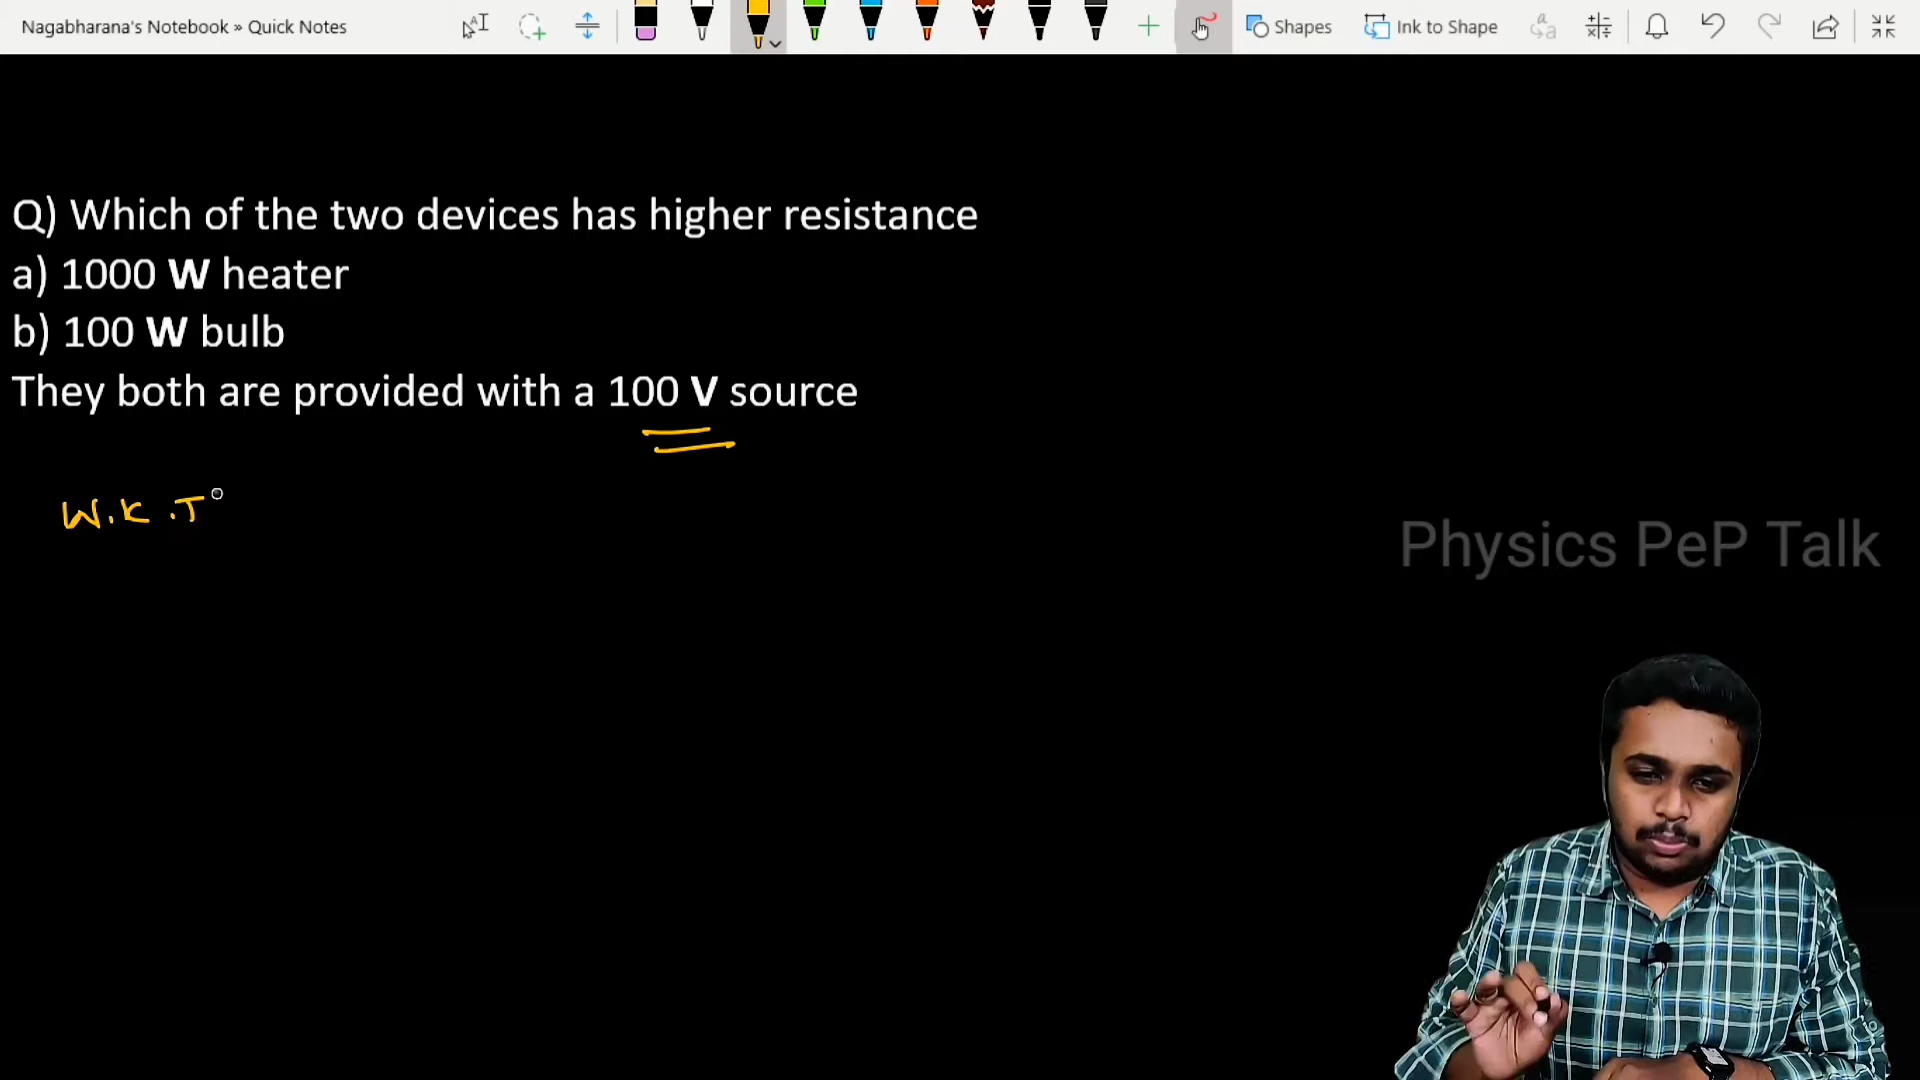 Nagabharana's Notebook » Quick Notes
Shapes
Ink to Shape
Q) Which of the two devices has higher resistance
a) 1000 W heater
b) 100 W bulb
They both are provided with a 100 V source
W.K.T
Physics PeP Talk